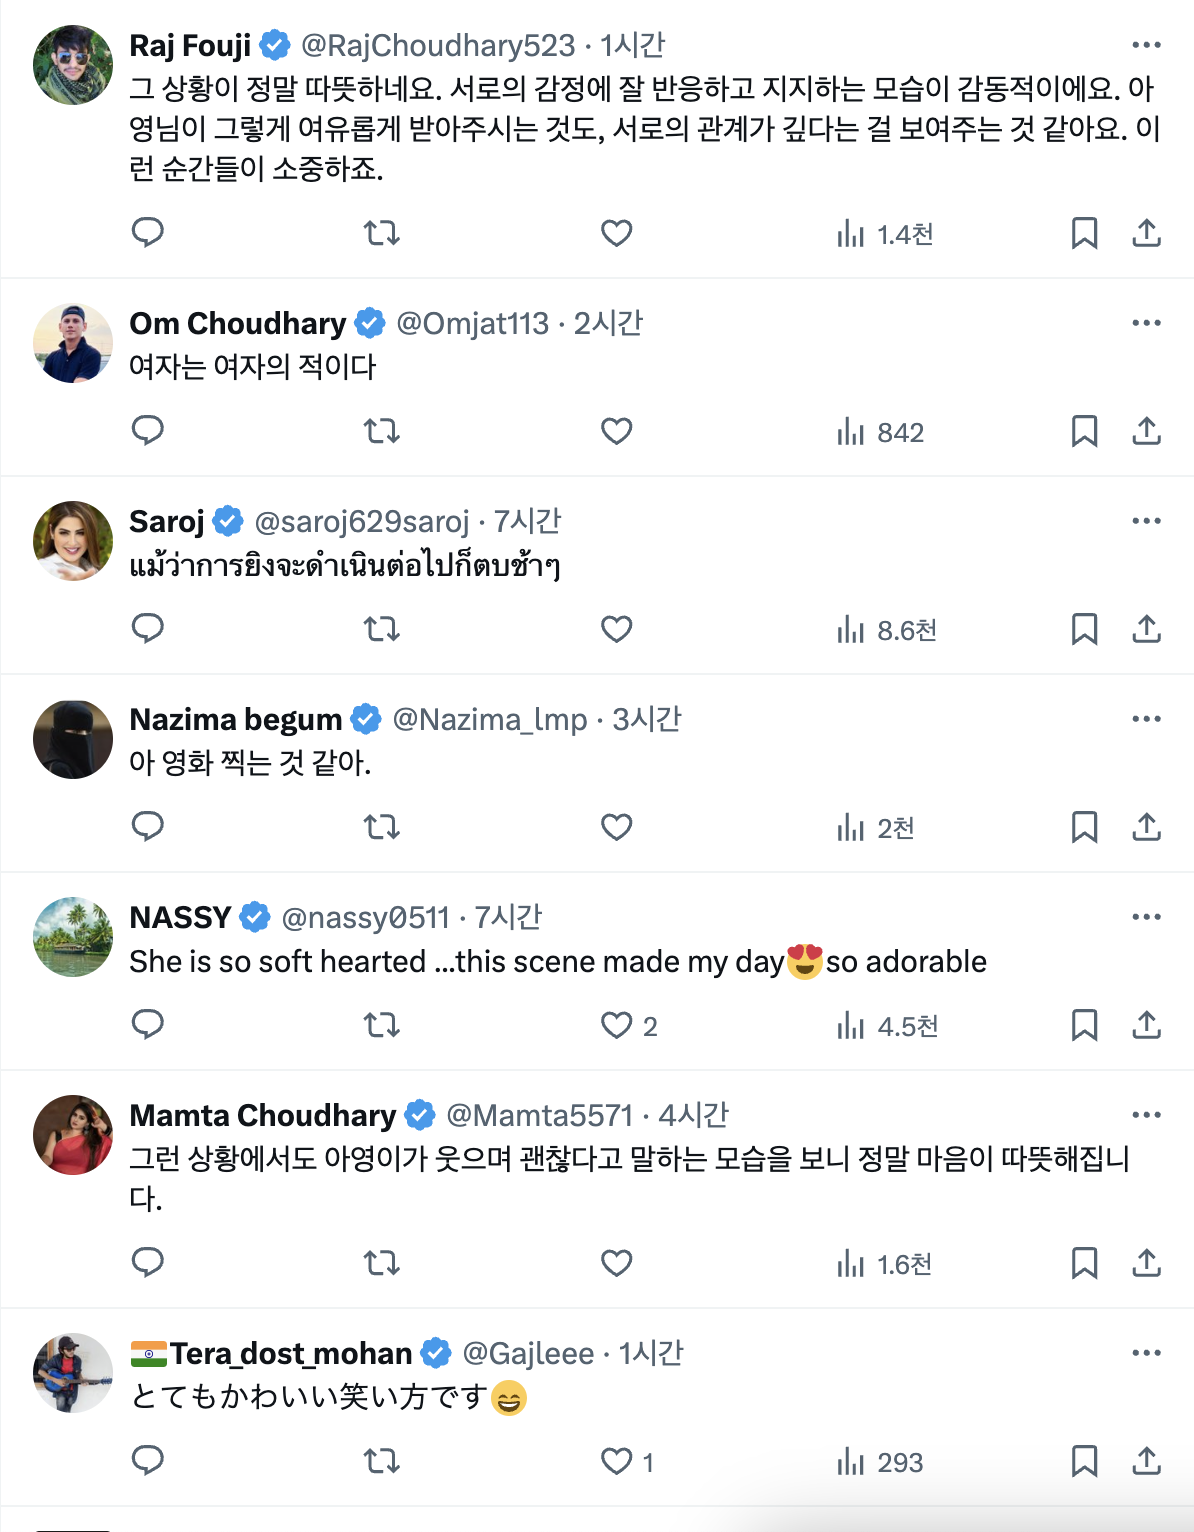 Raj Fouji @RajChoudhary523 · 1시간
그 상황이 정말 따뜻하네요. 서로의 감정에 잘 반응하고 지지하는 모습이 감동적이에요. 아
영님이 그렇게 여유롭게 받아주시는 것도, 서로의 관계가 깊다는 걸 보여주는 것 같아요. 이
런 순간들이 소중하죠.
1.4천
Om Choudhary @Omjat113 · 2시간
여자는 여자의 적이다
842
Saroj @saroj629saroj · 7시간
แม้ว่าการยิงจะดำเนินต่อไปก็ตบช้าๆ
8.6천
Nazima begum @Nazima_lmp · 3시간
아 영화 찍는 것 같아.
2천
NASSY @nassy0511 · 7시간
She is so soft hearted ...this scene made my day😍so adorable
2 4.5천
Mamta Choudhary @Mamta5571 · 4시간
그런 상황에서도 아영이가 웃으며 괜찮다고 말하는 모습을 보니 정말 마음이 따뜻해집니
다.
1.6천
🇮🇳Tera_dost_mohan @Gajleee · 1시간
とてもかわいい笑い方です😄
1 293